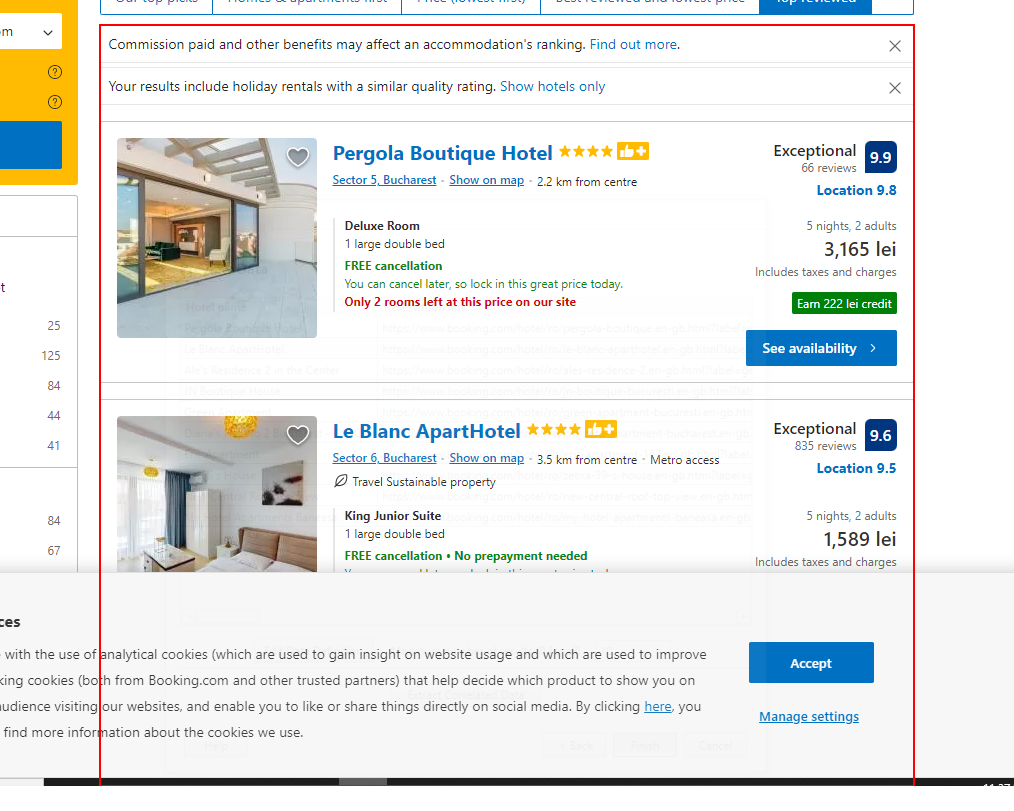 Our top picks
Homes & apartments first
Price (lowest first)
Best reviewed and lowest price
Top reviewed
om
Commission paid and other benefits may affect an accommodation's ranking. Find out more.
Your results include holiday rentals with a similar quality rating. Show hotels only
Pergola Boutique Hotel
Exceptional
66 reviews
9.9
Sector 5, Bucharest · Show on map · 2.2 km from centre
Location 9.8
Deluxe Room
1 large double bed
FREE cancellation
You can cancel later, so lock in this great price today.
Only 2 rooms left at this price on our site
5 nights, 2 adults
3,165 lei
Includes taxes and charges
Earn 222 lei credit
See availability
t
25
125
84
44
41
84
67
Le Blanc ApartHotel
Exceptional
835 reviews
9.6
Sector 6, Bucharest · Show on map · 3.5 km from centre · Metro access
Location 9.5
Travel Sustainable property
King Junior Suite
1 large double bed
FREE cancellation • No prepayment needed
5 nights, 2 adults
1,589 lei
Includes taxes and charges
ces
with the use of analytical cookies (which are used to gain insight on website usage and which are used to improve
king cookies (both from Booking.com and other trusted partners) that help decide which product to show you on
audience visiting our websites, and enable you to like or share things directly on social media. By clicking here, you
find more information about the cookies we use.
Accept
Manage settings
Help
< Back
Finish
Cancel